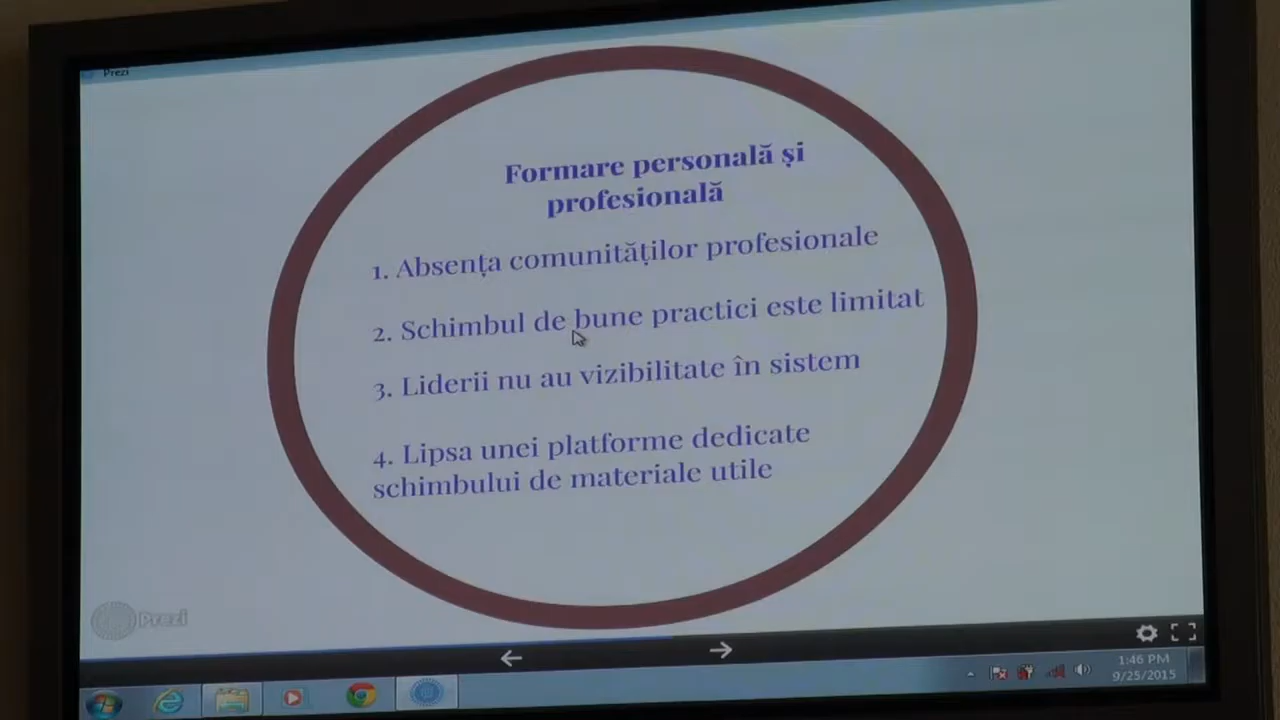 Prezi
Formare personală și
profesională
1. Absența comunităților profesionale
2. Schimbul de bune practici este limitat
3. Liderii nu au vizibilitate în sistem
4. Lipsa unei platforme dedicate
schimbului de materiale utile
Prezi
1:46 PM
9/25/2015